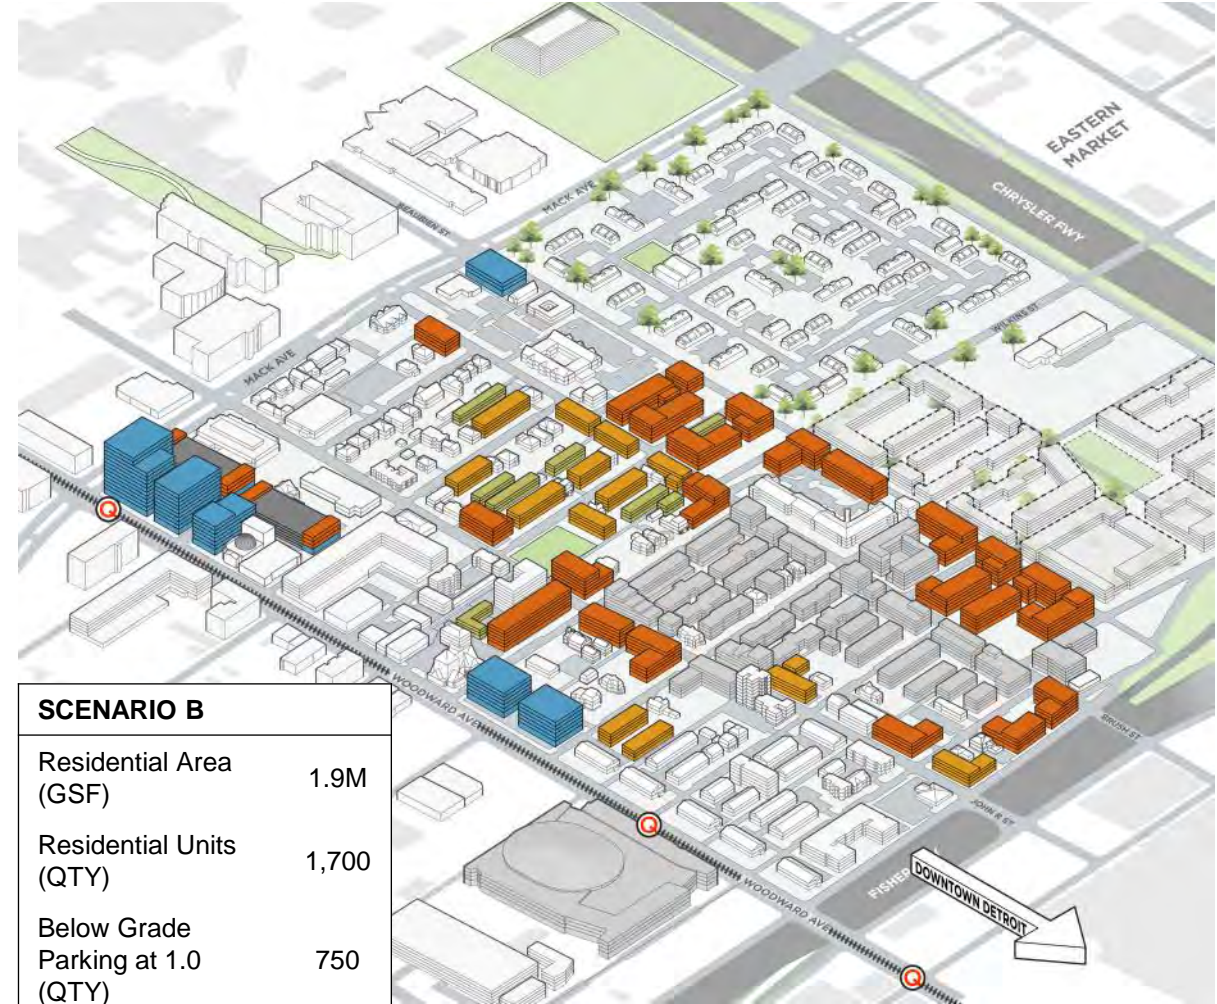 EASTERN
MARKET
CHRYSLER FWY
MACK AVE
BEAUBIEN ST
WILKINS ST
MACK AVE
Q
WOODWARD AVE
BRUSH ST
JOHN R ST
Q
FISHER
DOWNTOWN DETROIT
WOODWARD AVE
Q
SCENARIO B
Residential Area
(GSF)
1.9M
Residential Units
(QTY)
1,700
Below Grade
Parking at 1.0
(QTY)
750